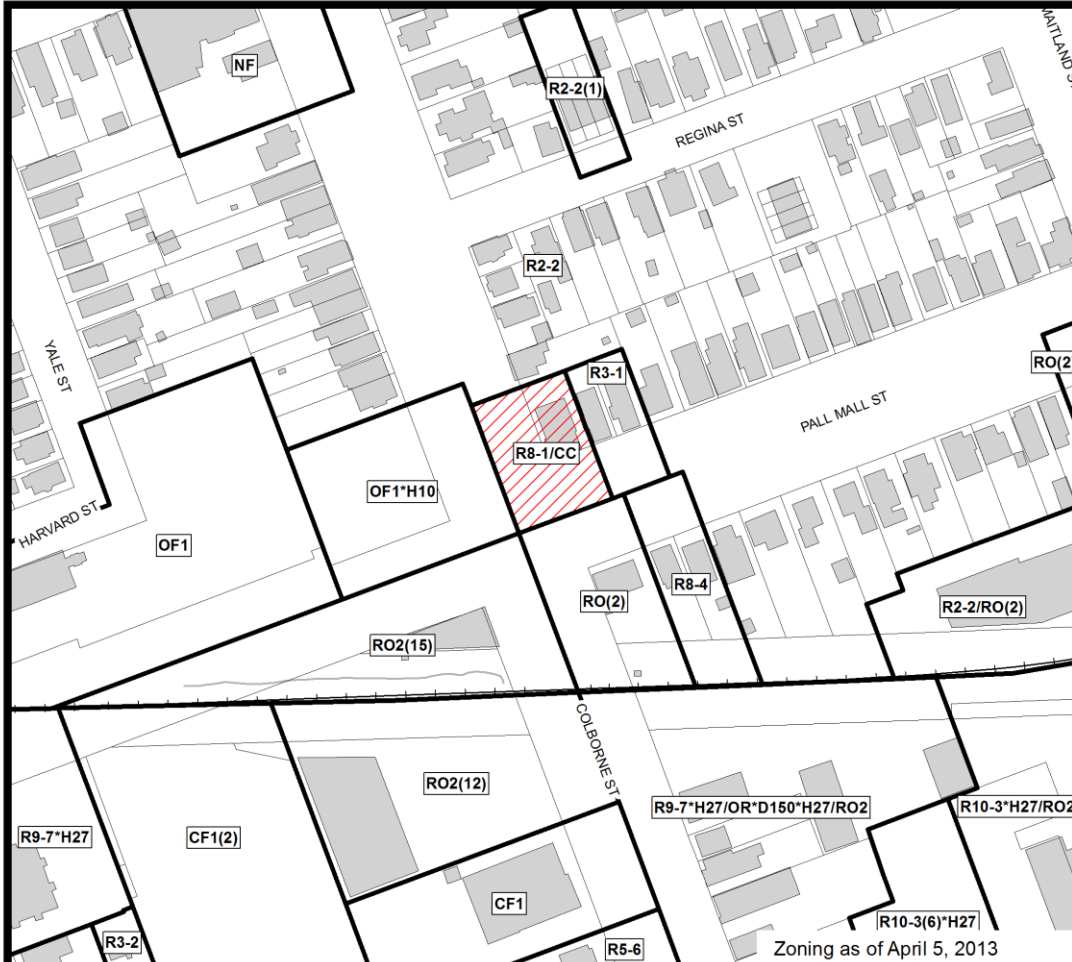 MAITLAND S
NF
R2-2(1)
REGINA ST
R2-2
YALE ST
R3-1
RO(2
PALL MALL ST
R8-1/CC
OF1*H10
HARVARD ST
OF1
R8-4
RO(2)
R2-2/RO(2)
RO2(15)
COLBORNE ST
RO2(12)
R9-7*H27/OR*D150*H27/RO2
R10-3*H27/RO2
R9-7*H27
CF1(2)
CF1
R10-3(6)*H27
R3-2
R5-6
Zoning as of April 5, 2013